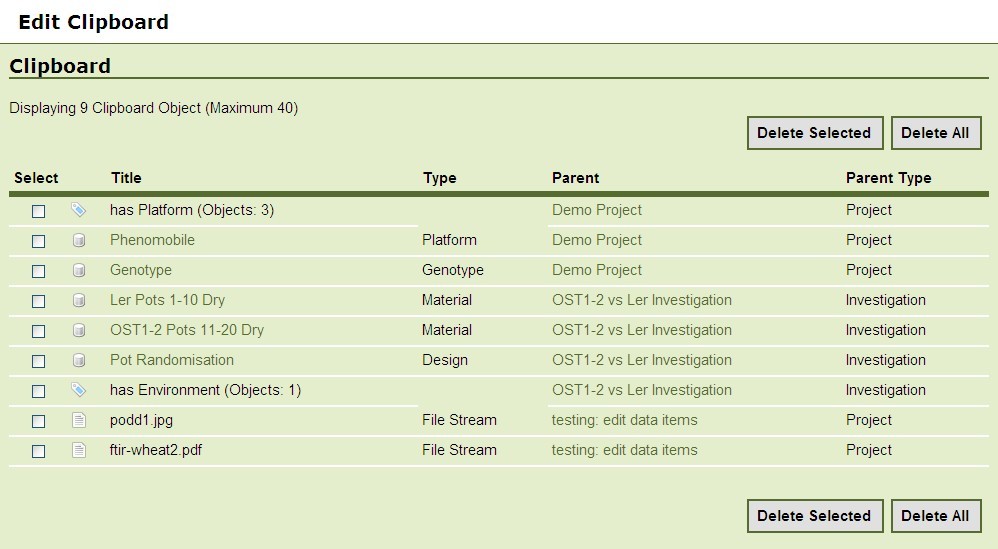 Edit Clipboard
Clipboard
Displaying 9 Clipboard Object (Maximum 40)
Delete Selected Delete All
Select Title Type Parent Parent Type
has Platform (Objects: 3) Demo Project Project
Phenomobile Platform Demo Project Project
Genotype Genotype Demo Project Project
Ler Pots 1-10 Dry Material OST1-2 vs Ler Investigation Investigation
OST1-2 Pots 11-20 Dry Material OST1-2 vs Ler Investigation Investigation
Pot Randomisation Design OST1-2 vs Ler Investigation Investigation
has Environment (Objects: 1) OST1-2 vs Ler Investigation Investigation
podd1.jpg File Stream testing: edit data items Project
ftir-wheat2.pdf File Stream testing: edit data items Project
Delete Selected Delete All